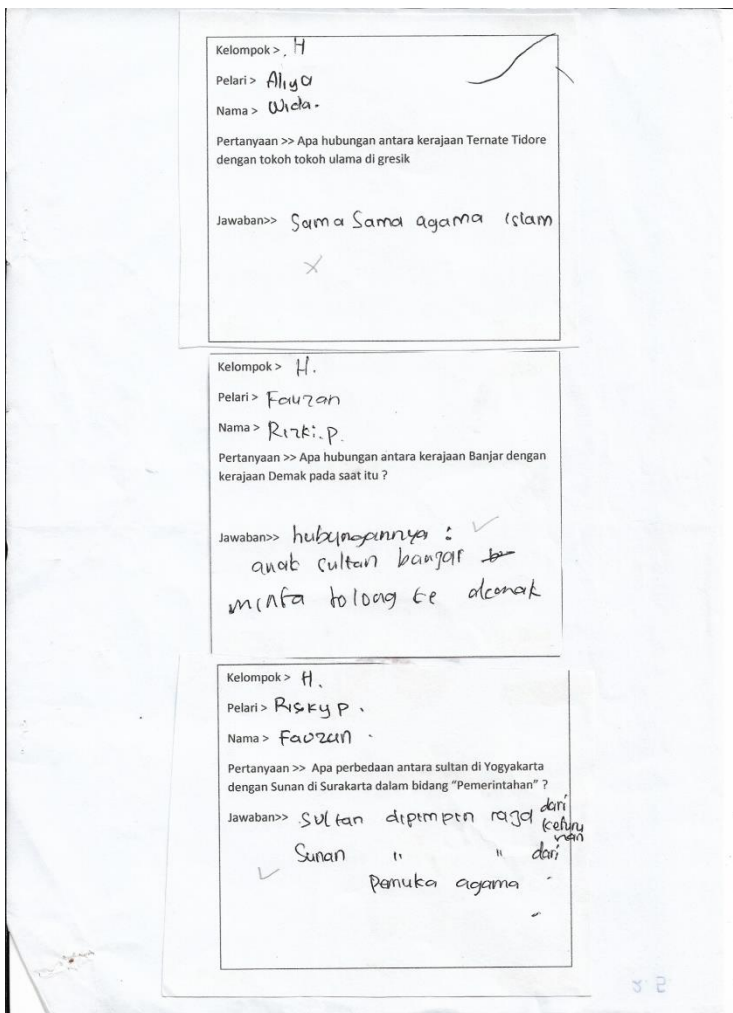 Kelompok > . H
Pelari > Aliya
Nama > Wida.
Pertanyaan >> Apa hubungan antara kerajaan Ternate Tidore
dengan tokoh tokoh ulama di gresik
Jawaban>> Sama Sama agama islam
Kelompok > H.
Pelari > Fauzan
Nama > Rizki.P.
Pertanyaan >> Apa hubungan antara kerajaan Banjar dengan
kerajaan Demak pada saat itu ?
Jawaban>> hubungannya :
anak sultan banjar
minta tolong ke demak
Kelompok > H.
Pelari > Risky P.
Nama > Fauzan
Pertanyaan >> Apa perbedaan antara sultan di Yogyakarta
dengan Sunan di Surakarta dalam bidang "Pemerintahan" ?
Jawaban>> Sultan dipimpin raja dari keturunan
Sunan " " dari
Pemuka agama
2 5